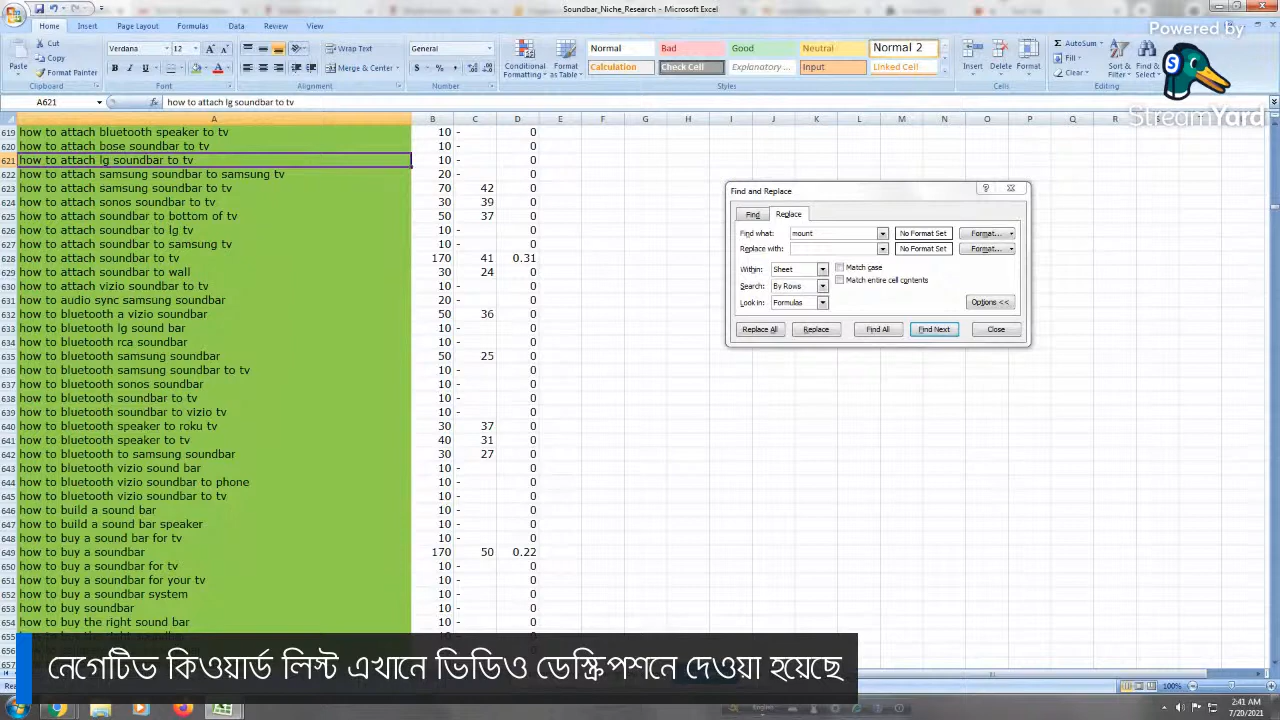 Soundbar_Niche_Research - Microsoft Excel
Home Insert Page Layout Formulas Data Review View
Cut
Copy
Format Painter
Paste
Clipboard
Verdana 12
Font
Wrap Text
Merge & Center
Alignment
General
Number
Conditional Formatting
Format as Table
Normal Bad Good Neutral Normal 2
Calculation Check Cell Explanatory ... Input Linked Cell
Styles
Insert Delete Format
Cells
AutoSum
Fill
Clear
Sort & Filter
Find & Select
Editing
Powered by
StreamYard
A621 how to attach lg soundbar to tv
A B C D E F G H I J K L M N O P Q R
619 how to attach bluetooth speaker to tv 10 - 0
620 how to attach bose soundbar to tv 10 - 0
621 how to attach lg soundbar to tv 10 - 0
622 how to attach samsung soundbar to samsung tv 20 - 0
623 how to attach samsung soundbar to tv 70 42 0
624 how to attach sonos soundbar to tv 30 39 0
625 how to attach soundbar to bottom of tv 50 37 0
626 how to attach soundbar to lg tv 10 - 0
627 how to attach soundbar to samsung tv 10 - 0
628 how to attach soundbar to tv 170 41 0.31
629 how to attach soundbar to wall 30 24 0
630 how to attach vizio soundbar to tv 10 - 0
631 how to audio sync samsung soundbar 20 - 0
632 how to bluetooth a vizio soundbar 50 36 0
633 how to bluetooth lg sound bar 10 - 0
634 how to bluetooth rca soundbar 10 - 0
635 how to bluetooth samsung soundbar 50 25 0
636 how to bluetooth samsung soundbar to tv 10 - 0
637 how to bluetooth sonos soundbar 10 - 0
638 how to bluetooth soundbar to tv 10 - 0
639 how to bluetooth soundbar to vizio tv 10 - 0
640 how to bluetooth speaker to roku tv 30 37 0
641 how to bluetooth speaker to tv 40 31 0
642 how to bluetooth to samsung soundbar 30 27 0
643 how to bluetooth vizio sound bar 10 - 0
644 how to bluetooth vizio soundbar to phone 10 - 0
645 how to bluetooth vizio soundbar to tv 10 - 0
646 how to build a sound bar 10 - 0
647 how to build a sound bar speaker 10 - 0
648 how to buy a sound bar for tv 10 - 0
649 how to buy a soundbar 170 50 0.22
650 how to buy a soundbar for tv 10 - 0
651 how to buy a soundbar for your tv 10 - 0
652 how to buy a soundbar system 10 - 0
653 how to buy soundbar 10 - 0
654 how to buy the right sound bar 10 - 0
655
Find and Replace
Find Replace
Find what: mount No Format Set Format...
Replace with: No Format Set Format...
Within: Sheet Match case
Search: By Rows Match entire cell contents
Look in: Formulas Options <<
Replace All Replace Find All Find Next Close
নেগেটিভ কিওয়ার্ড লিস্ট এখানে ভিডিও ডেস্ক্রিপশনে দেওয়া হয়েছে
100%
2:41 AM
7/20/2021